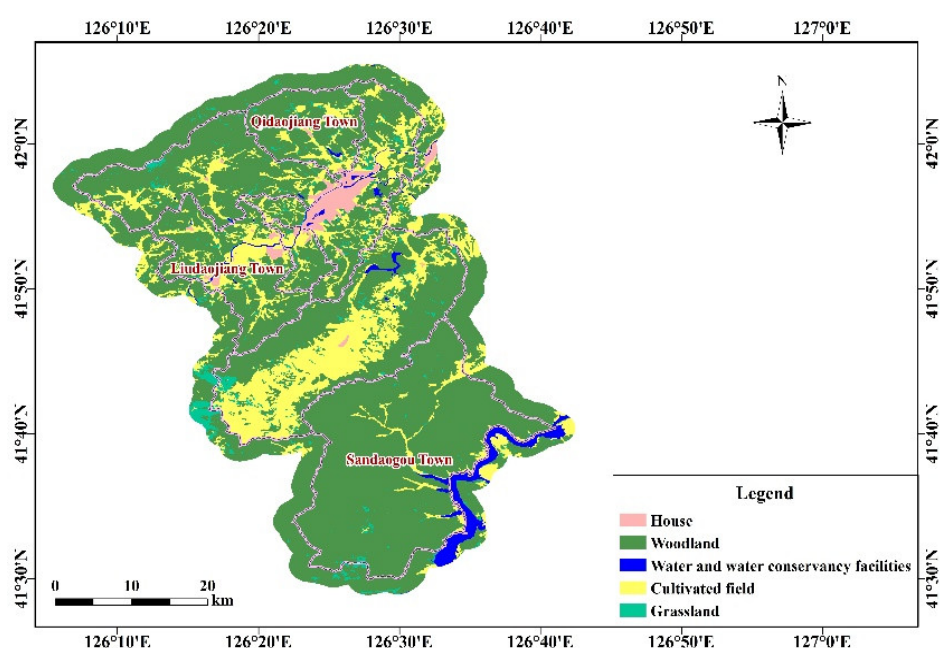 126°10'E 126°20'E 126°30'E 126°40'E 126°50'E 127°0'E
N
Qidaojiang Town
42°0'N 42°0'N
Liudaojiang Town
41°50'N 41°50'N
41°40'N 41°40'N
Sandaogou Town
Legend
House
Woodland
Water and water conservancy facilities
Cultivated field
Grassland
41°30'N 41°30'N
0 10 20
km
126°10'E 126°20'E 126°30'E 126°40'E 126°50'E 127°0'E